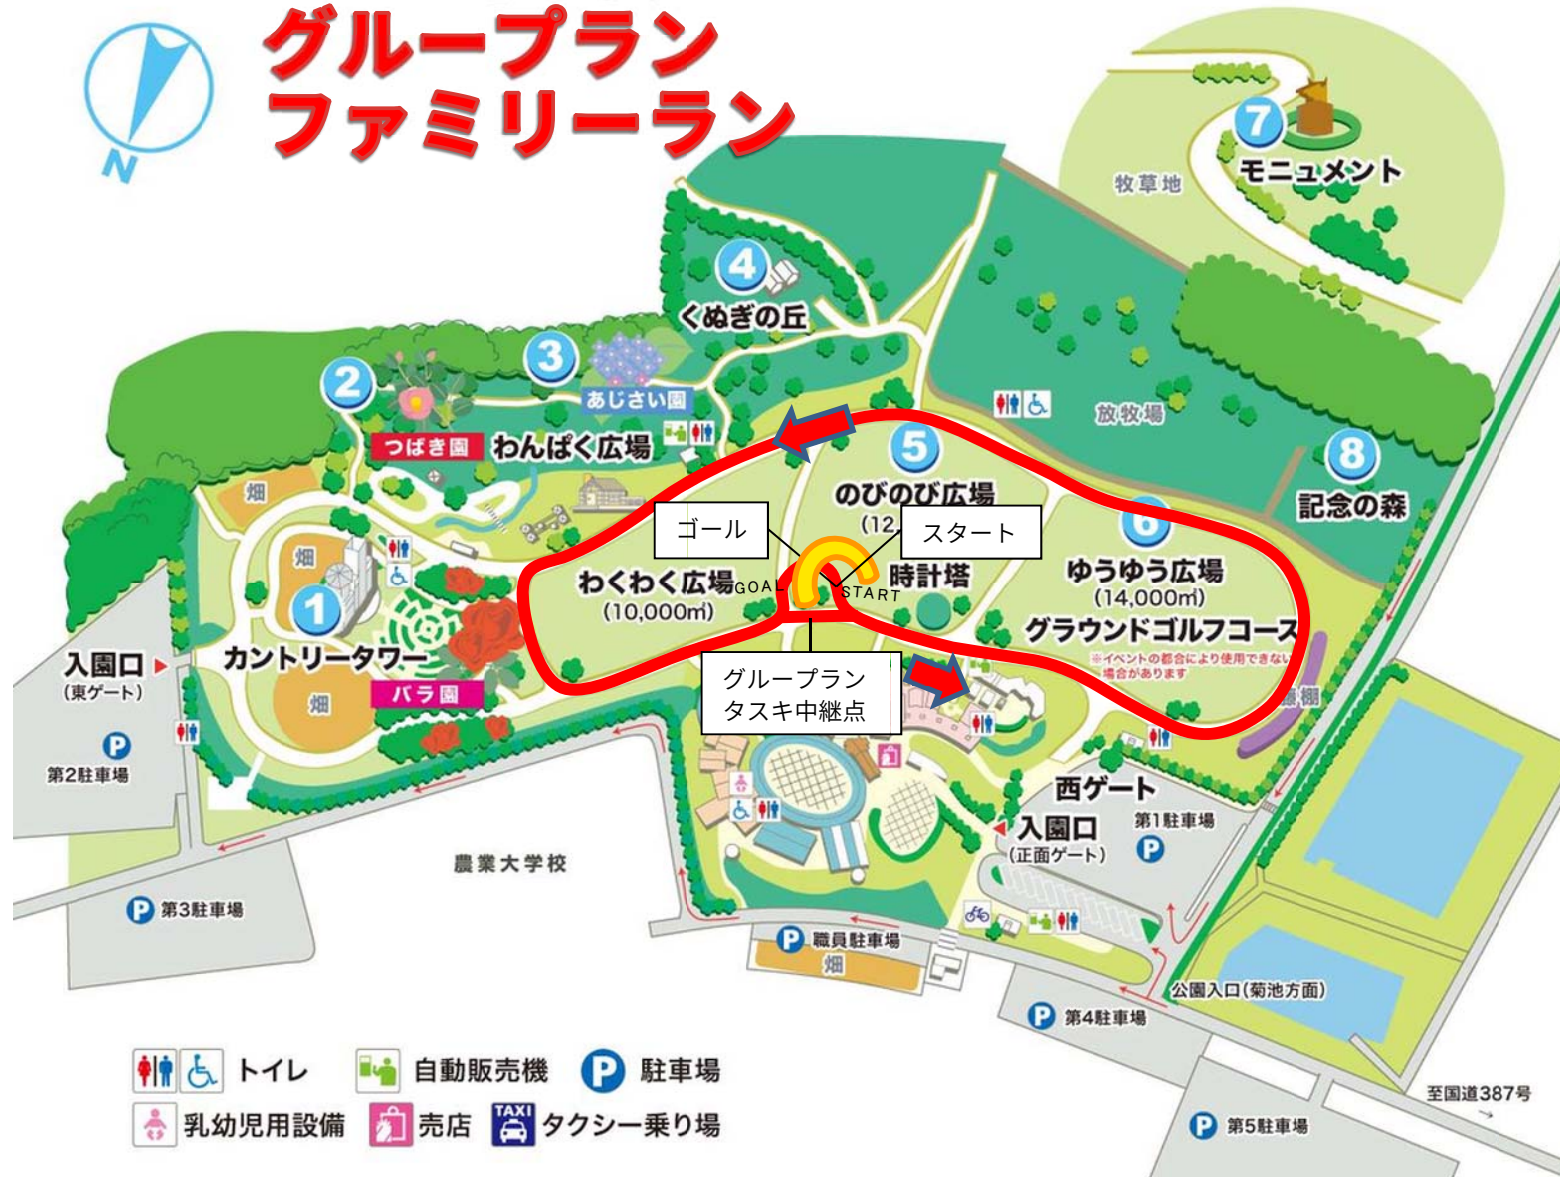 グループラン
ファミリーラン
N
7
モニュメント
牧草地
4
くぬぎの丘
3
あじさい園
2
つばき園
わんぱく広場
放牧場
8
記念の森
5
のびのび広場
(12,
6
ゆうゆう広場
(14,000㎡)
グラウンドゴルフコース
※イベントの都合により使用できない
場合があります
ゴール
スタート
時計塔
GOAL
START
わくわく広場
(10,000㎡)
グループラン
タスキ中継点
畑
畑
1
カントリータワー
畑
バラ園
入園口
(東ゲート)
P
第2駐車場
棚
西ゲート
入園口
(正面ゲート)
第1駐車場
P
農業大学校
P 第3駐車場
P 職員駐車場
畑
公園入口(菊池方面)
P 第4駐車場
至国道387号
→
P 第5駐車場
トイレ
自動販売機
P 駐車場
乳幼児用設備
売店
TAXI タクシー乗り場